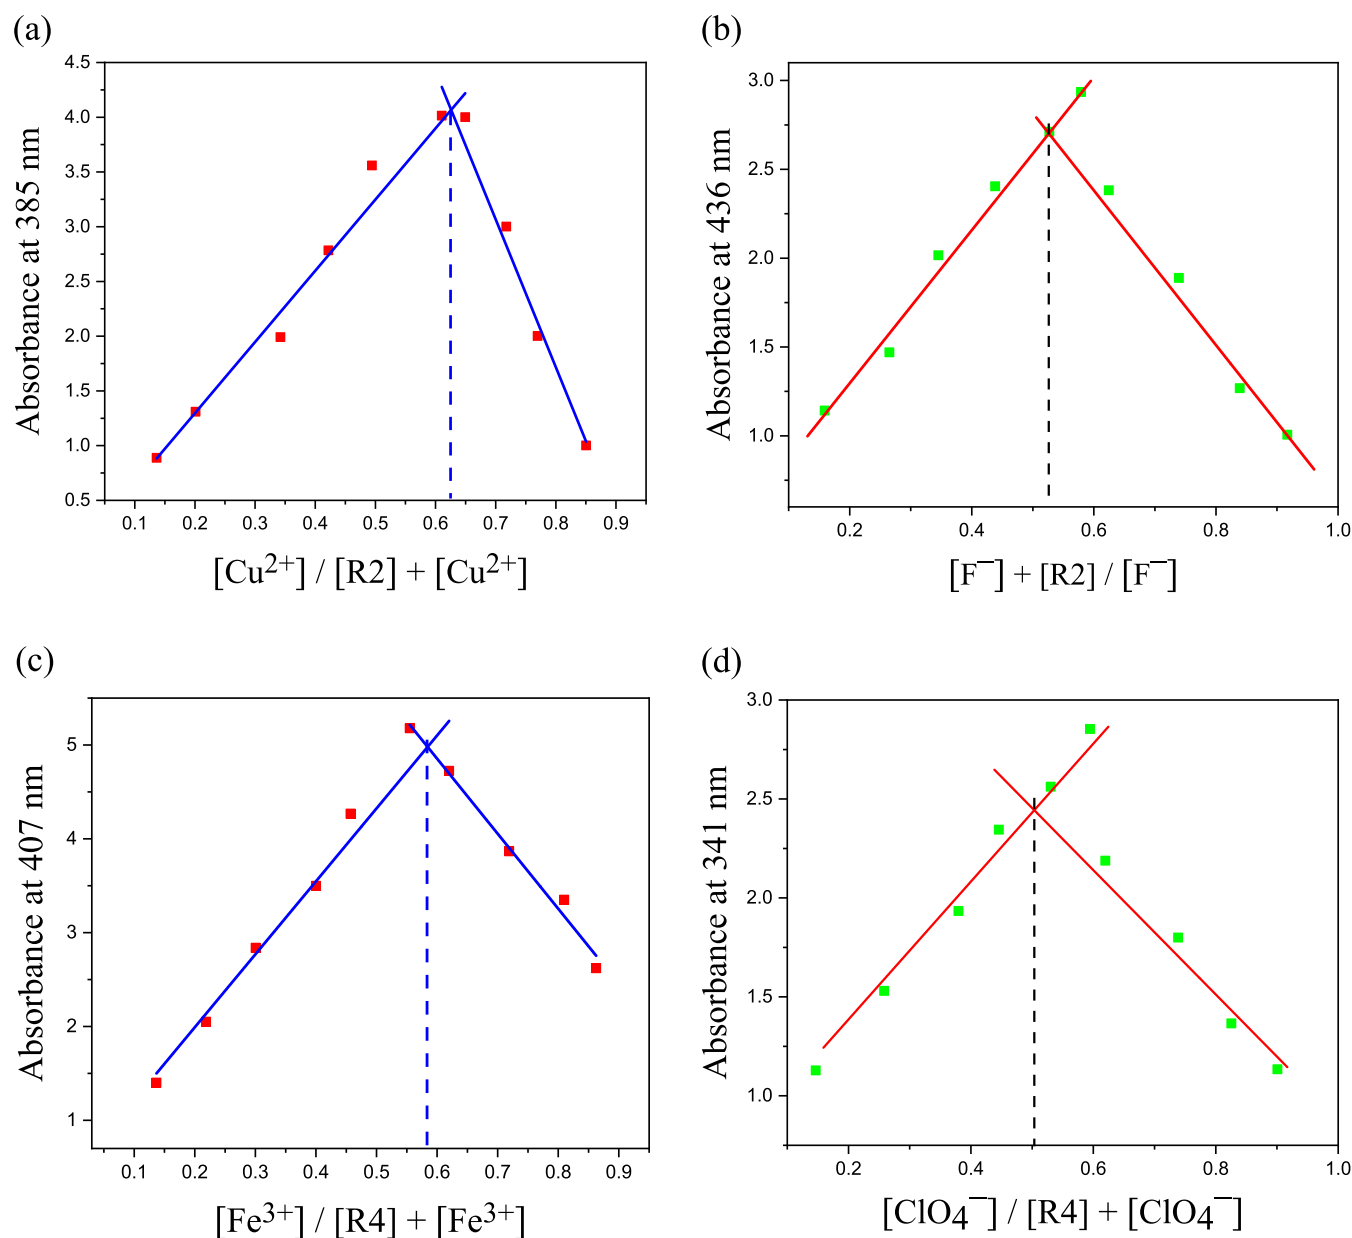 (a)
Absorbance at 385 nm
4.5
4.0
3.5
3.0
2.5
2.0
1.5
1.0
0.5
0.1 0.2 0.3 0.4 0.5 0.6 0.7 0.8 0.9
[Cu²⁺] / [R2] + [Cu²⁺]
(b)
Absorbance at 436 nm
3.0
2.5
2.0
1.5
1.0
0.2 0.4 0.6 0.8 1.0
[F⁻] + [R2] / [F⁻]
(c)
Absorbance at 407 nm
5
4
3
2
1
0.1 0.2 0.3 0.4 0.5 0.6 0.7 0.8 0.9
[Fe³⁺] / [R4] + [Fe³⁺]
(d)
Absorbance at 341 nm
3.0
2.5
2.0
1.5
1.0
0.2 0.4 0.6 0.8 1.0
[ClO4⁻] / [R4] + [ClO4⁻]